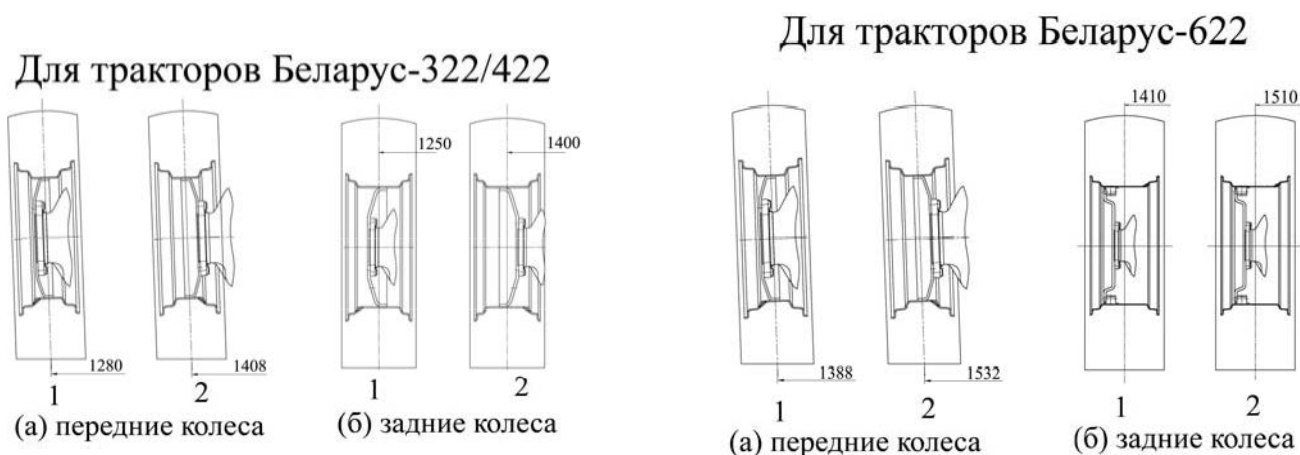 Для тракторов Беларус-322/422
1250
1400
1280
1408
1
2
1
2
(а) передние колеса
(б) задние колеса
Для тракторов Беларус-622
1410
1510
1388
1532
1
2
1
2
(а) передние колеса
(б) задние колеса